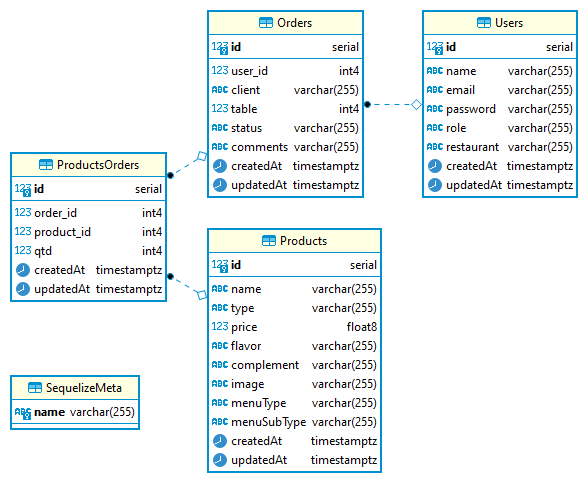 Orders
123 id serial
123 user_id int4
ABC client varchar(255)
123 table int4
ABC status varchar(255)
ABC comments varchar(255)
createdAt timestamptz
updatedAt timestamptz
Users
123 id serial
ABC name varchar(255)
ABC email varchar(255)
ABC password varchar(255)
ABC role varchar(255)
ABC restaurant varchar(255)
createdAt timestamptz
updatedAt timestamptz
ProductsOrders
123 id serial
123 order_id int4
123 product_id int4
123 qtd int4
createdAt timestamptz
updatedAt timestamptz
Products
123 id serial
ABC name varchar(255)
ABC type varchar(255)
123 price float8
ABC flavor varchar(255)
ABC complement varchar(255)
ABC image varchar(255)
ABC menuType varchar(255)
ABC menuSubType varchar(255)
createdAt timestamptz
updatedAt timestamptz
SequelizeMeta
ABC name varchar(255)